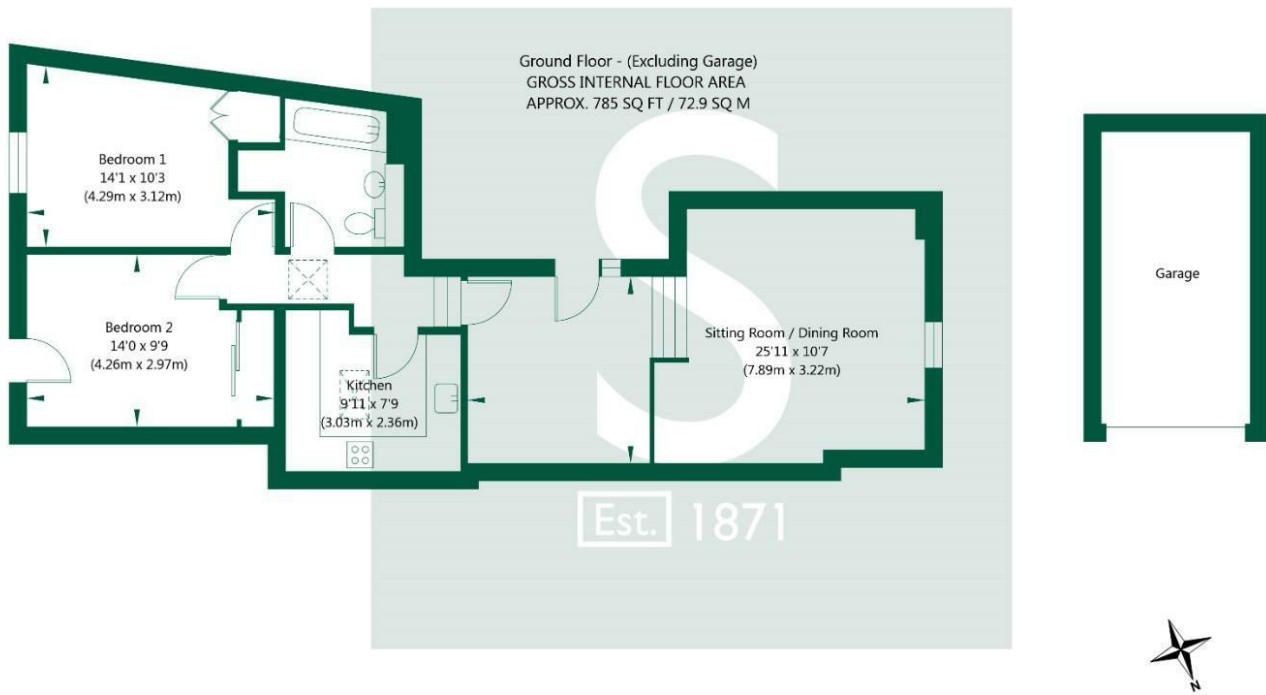 Ground Floor - (Excluding Garage)
GROSS INTERNAL FLOOR AREA
APPROX. 785 SQ FT / 72.9 SQ M
Bedroom 1
14'1 x 10'3
(4.29m x 3.12m)
Bedroom 2
14'0 x 9'9
(4.26m x 2.97m)
Kitchen
9'11 x 7'9
(3.03m x 2.36m)
Sitting Room / Dining Room
25'11 x 10'7
(7.89m x 3.22m)
Garage
S
Est. 1871
N